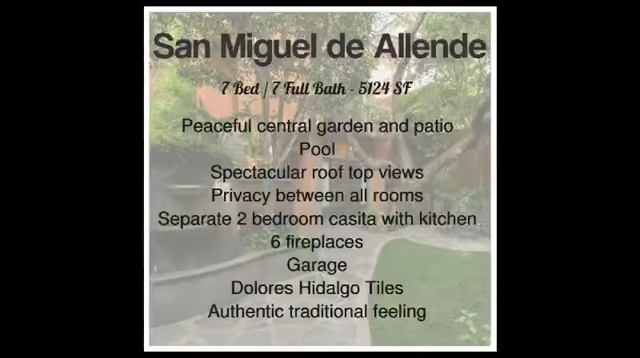 San Miguel de Allende
7 Bed / 7 Full Bath - 5124 SF
Peaceful central garden and patio
Pool
Spectacular roof top views
Privacy between all rooms
Separate 2 bedroom casita with kitchen
6 fireplaces
Garage
Dolores Hidalgo Tiles
Authentic traditional feeling